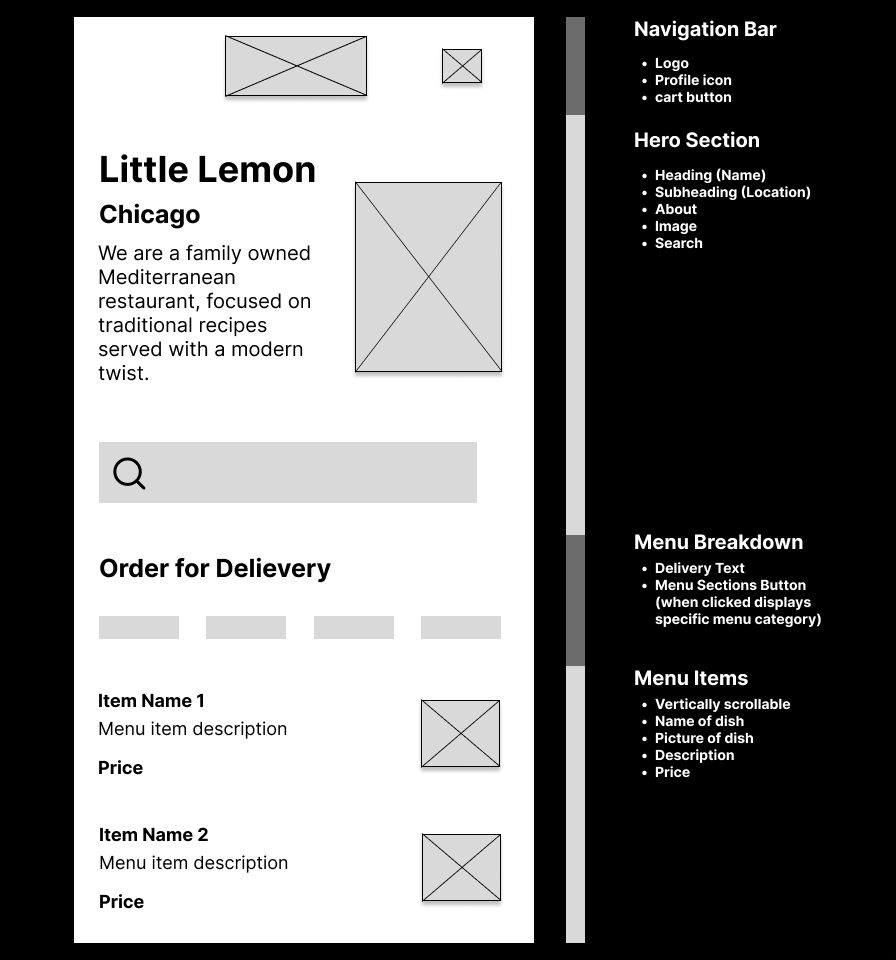 Little Lemon
Chicago
We are a family owned
Mediterranean
restaurant, focused on
traditional recipes
served with a modern
twist.
Order for Delievery
Item Name 1
Menu item description
Price
Item Name 2
Menu item description
Price
Navigation Bar
• Logo
• Profile icon
• cart button
Hero Section
• Heading (Name)
• Subheading (Location)
• About
• Image
• Search
Menu Breakdown
• Delivery Text
• Menu Sections Button
(when clicked displays
specific menu category)
Menu Items
• Vertically scrollable
• Name of dish
• Picture of dish
• Description
• Price